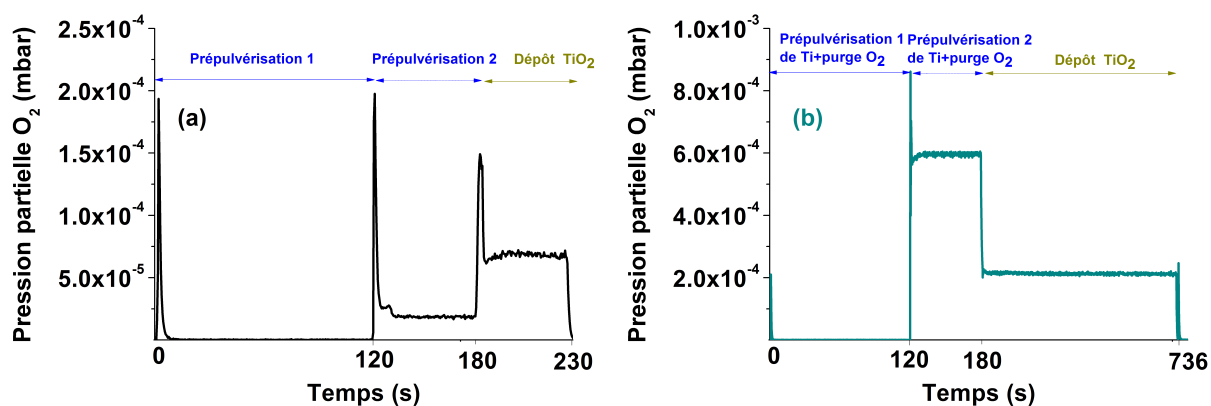 Pression partielle O2 (mbar)
2.5x10-4
2.0x10-4
1.5x10-4
1.0x10-4
5.0x10-5
Prépulvérisation 1
Prépulvérisation 2
Dépôt TiO2
(a)
0
120
180
230
Temps (s)
Pression partielle O2 (mbar)
1.0x10-3
8.0x10-4
6.0x10-4
4.0x10-4
2.0x10-4
Prépulvérisation 1
de Ti+purge O2
Prépulvérisation 2
de Ti+purge O2
Dépôt TiO2
(b)
0
120
180
736
Temps (s)